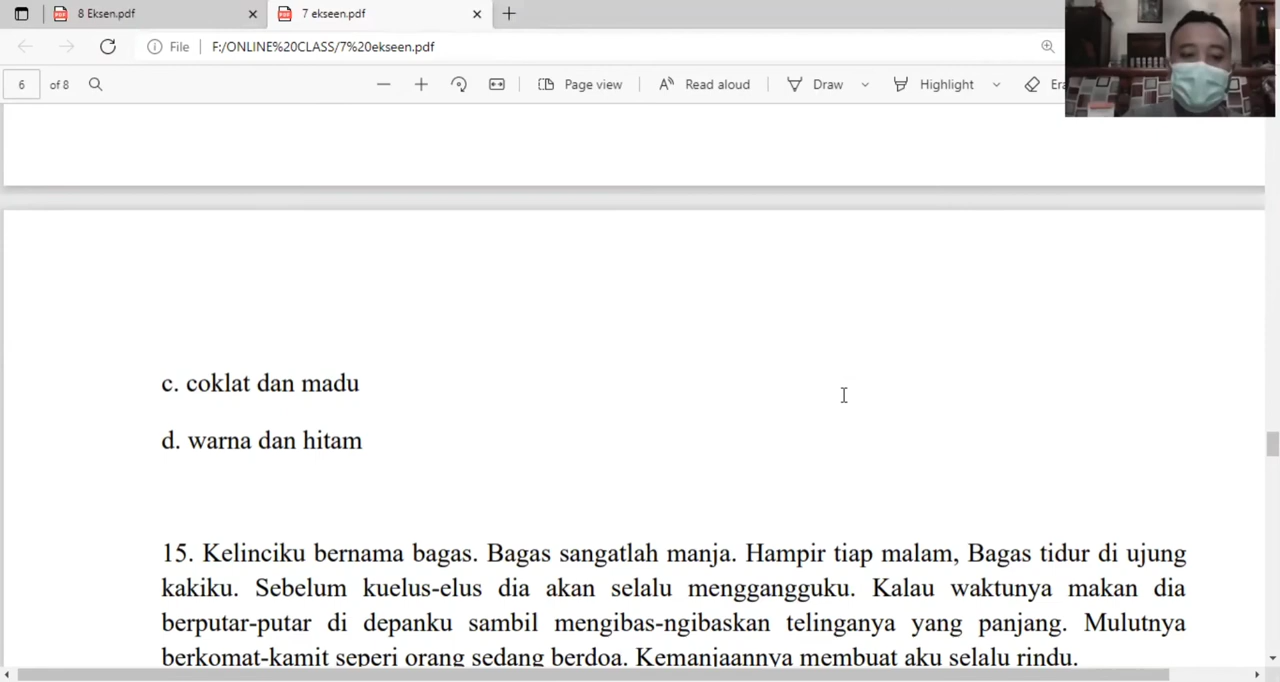 8 Eksen.pdf
7 ekseen.pdf
File F:/ONLINE%20CLASS/7%20ekseen.pdf
6 of 8 Page view Read aloud Draw Highlight Era
c. coklat dan madu
d. warna dan hitam
15. Kelinciku bernama bagas. Bagas sangatlah manja. Hampir tiap malam, Bagas tidur di ujung
kakiku. Sebelum kuelus-elus dia akan selalu menggangguku. Kalau waktunya makan dia
berputar-putar di depanku sambil mengibas-ngibaskan telinganya yang panjang. Mulutnya
berkomat-kamit seperi orang sedang berdoa. Kemanjaannya membuat aku selalu rindu.